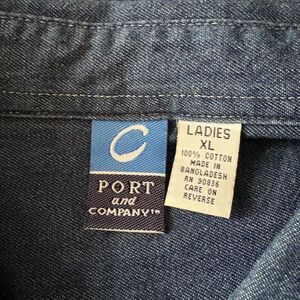 C
PORT
and
COMPANY™
LADIES
XL
100% COTTON
MADE IN
BANGLADESH
RN 90836
CARE ON
REVERSE